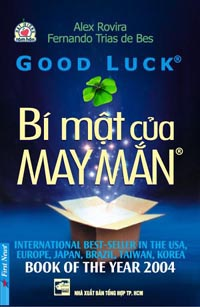 Alex Rovira
Fernando Trias de Bes
GOOD LUCK®
Bí mật của
MAY MẮN®
INTERNATIONAL BEST-SELLER IN THE USA,
EUROPE, JAPAN, BRAZIL, TAIWAN, KOREA
BOOK OF THE YEAR 2004
First News
NHÀ XUẤT BẢN TỔNG HỢP TP. HCM